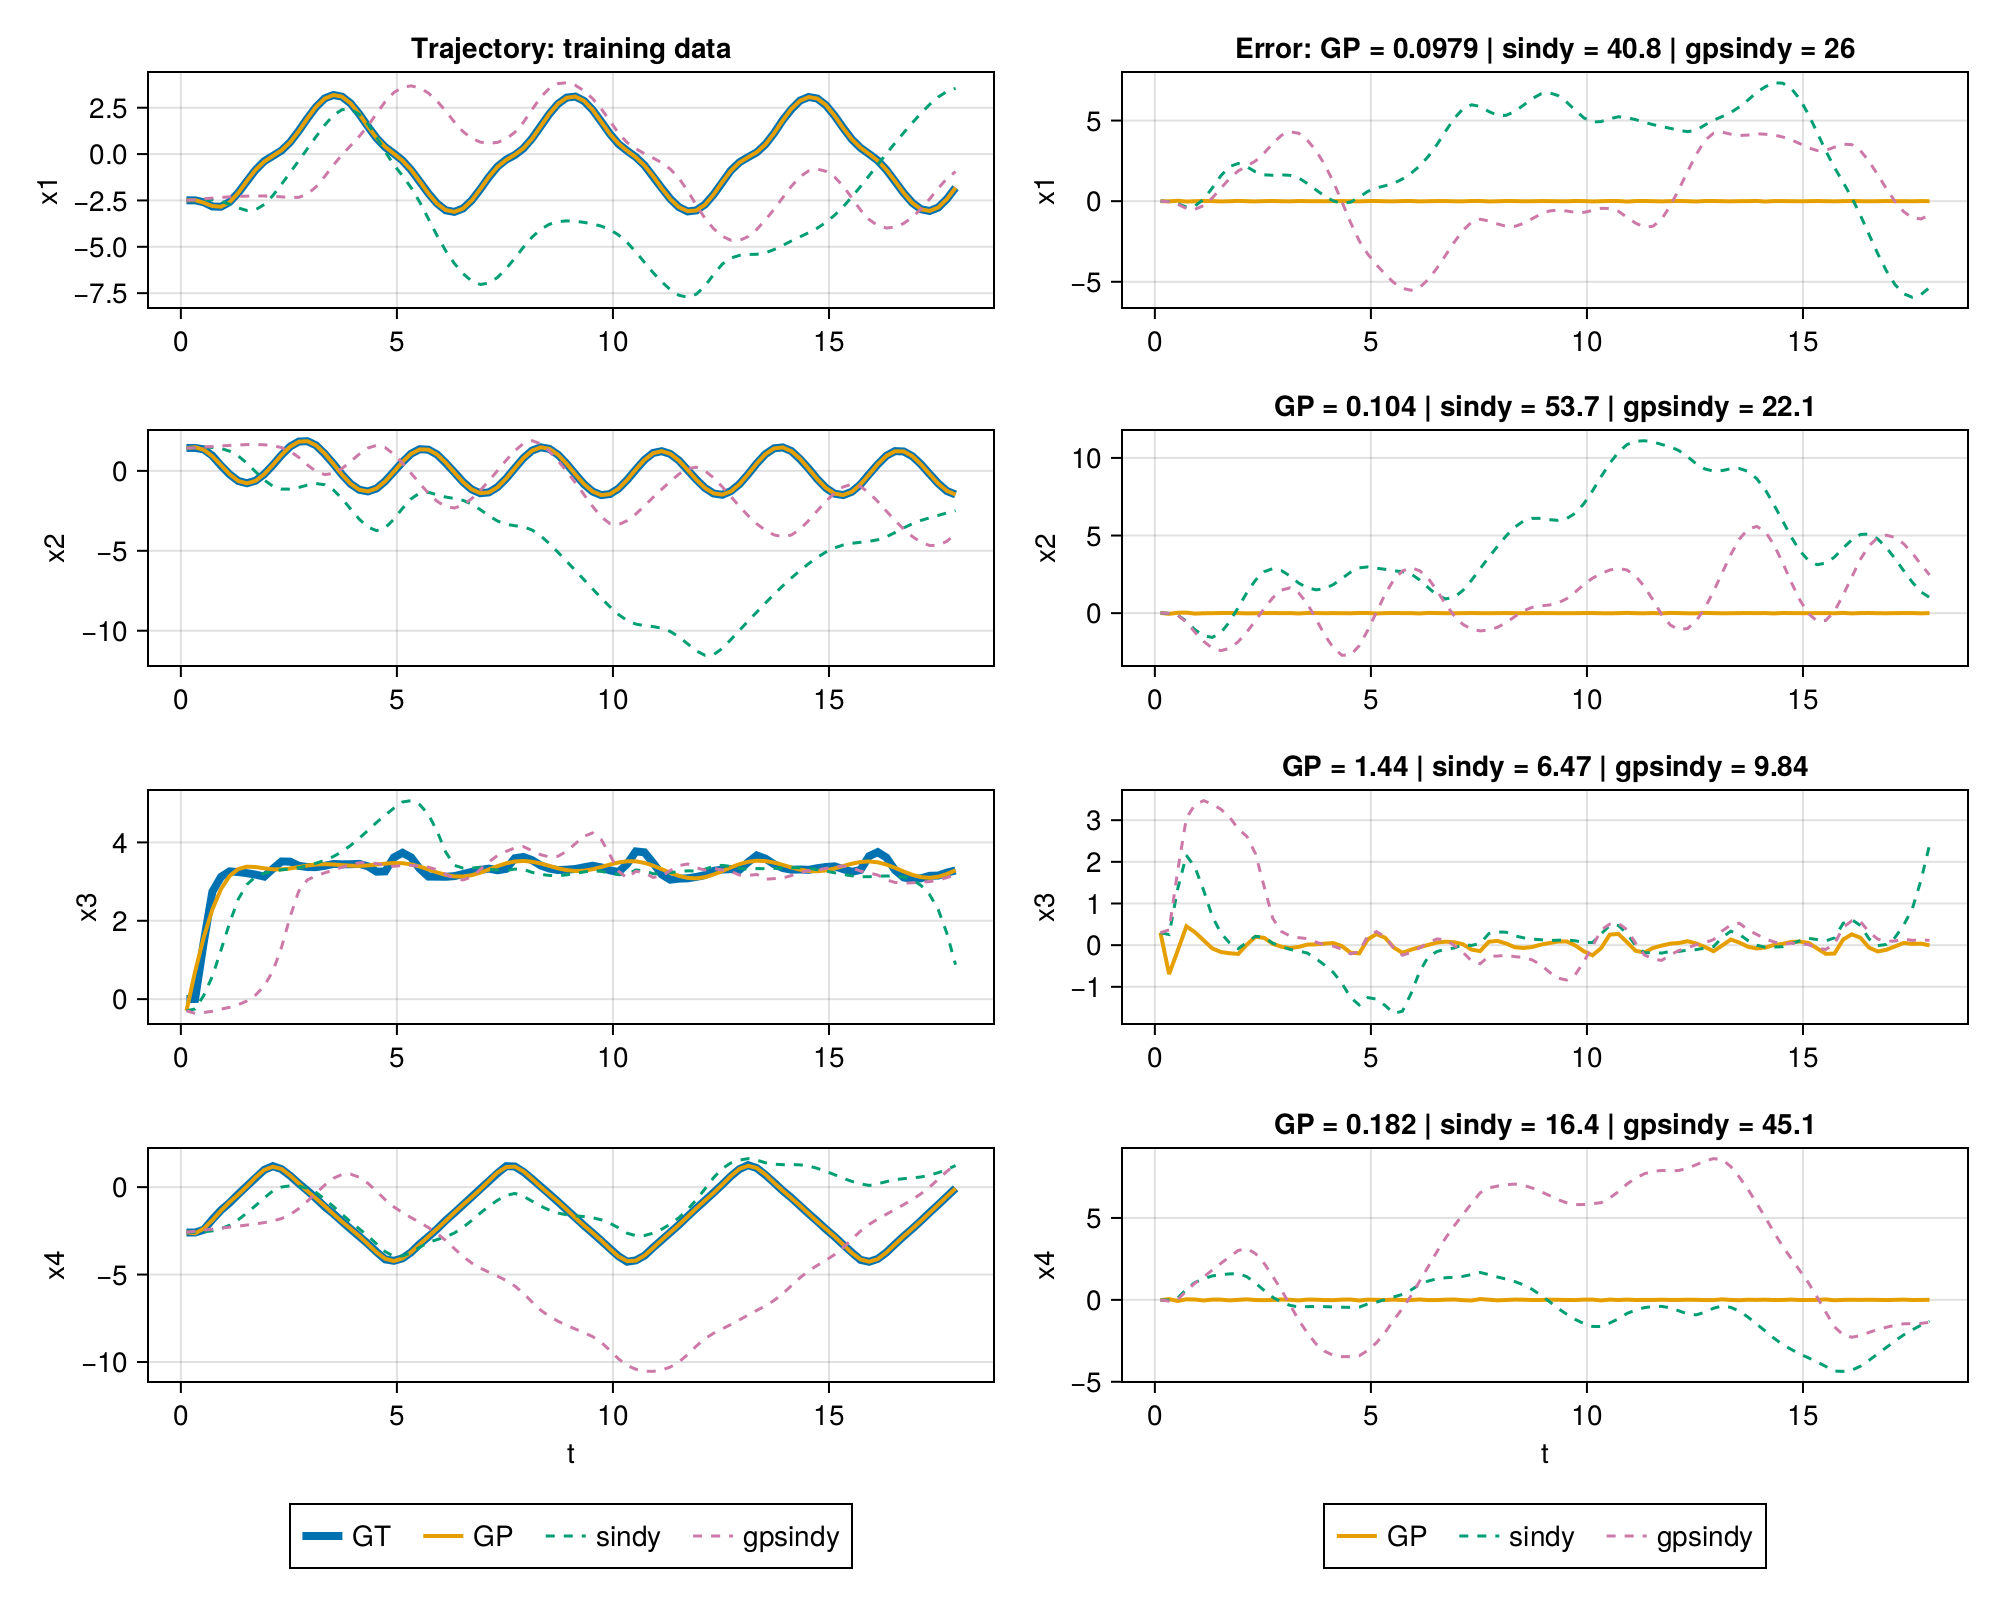 Trajectory: training data
Error: GP = 0.0979 | sindy = 40.8 | gpsindy = 26
2.5
0.0
−2.5
−5.0
−7.5
x1
0 5 10 15
5
0
−5
x1
0 5 10 15
GP = 0.104 | sindy = 53.7 | gpsindy = 22.1
0
−5
−10
x2
0 5 10 15
10
5
0
x2
0 5 10 15
GP = 1.44 | sindy = 6.47 | gpsindy = 9.84
4
2
0
x3
0 5 10 15
3
2
1
0
−1
x3
0 5 10 15
GP = 0.182 | sindy = 16.4 | gpsindy = 45.1
0
−5
−10
x4
0 5 10 15
t
5
0
−5
x4
0 5 10 15
t
GT GP sindy gpsindy
GP sindy gpsindy